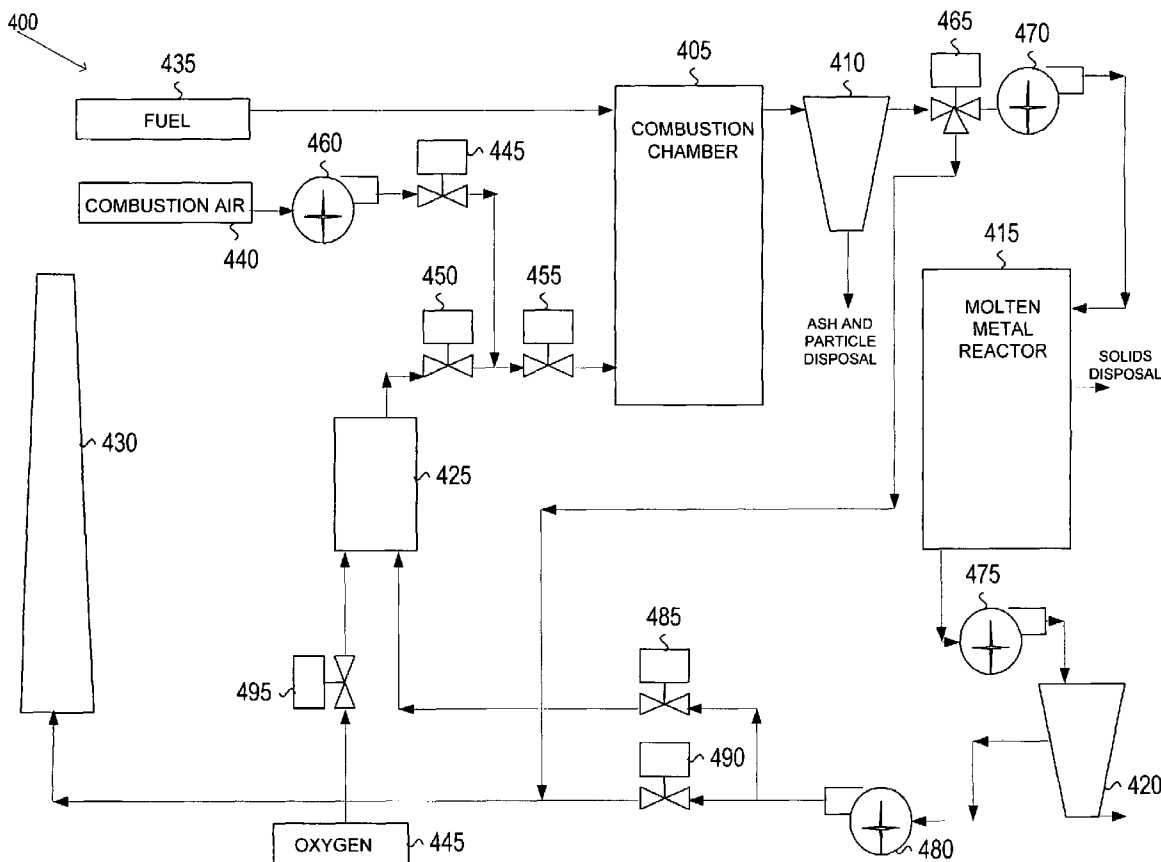 400
435
FUEL
460
445
COMBUSTION AIR
440
405
COMBUSTION
CHAMBER
410
465
470
450
455
ASH AND
PARTICLE
DISPOSAL
415
MOLTEN
METAL
REACTOR
SOLIDS
DISPOSAL
430
425
475
485
495
490
420
480
OXYGEN
445